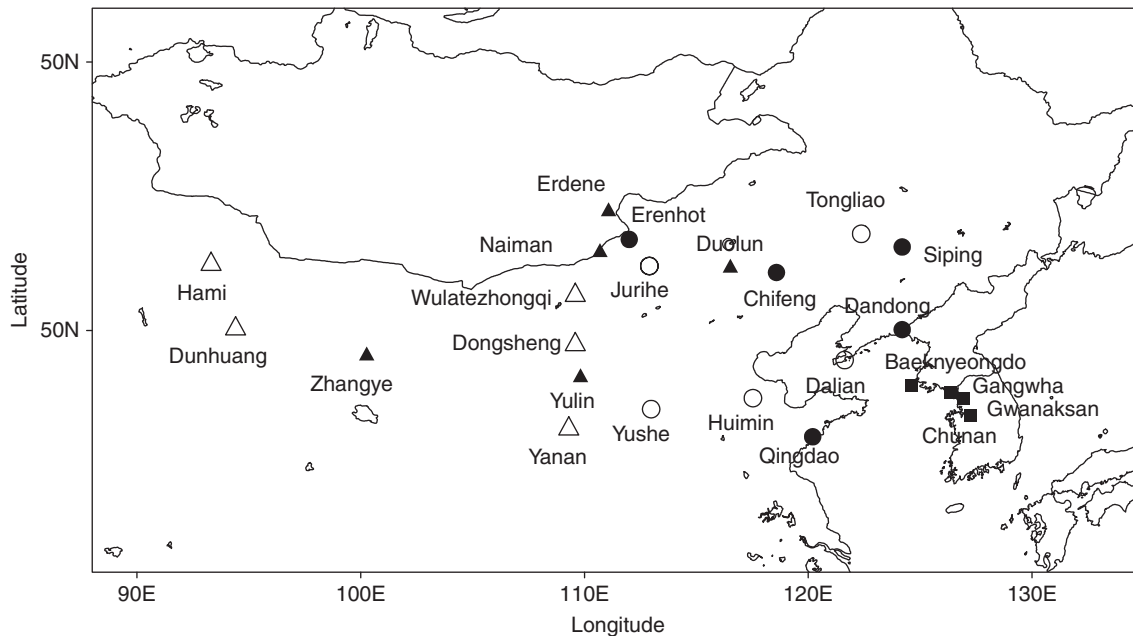 50N
Erdene
Tongliao
Erenhot
Naiman
Duolun
Siping
Hami
Wulatezhongqi
Jurihe
Chifeng
Latitude
50N
Dandong
Dunhuang
Dongsheng
Baeknyeongdo
Zhangye
Yulin
Dalian
Gangwha
Huimin
Gwanaksan
Yushe
Chunan
Yanan
Qingdao
90E
100E
110E
120E
130E
Longitude